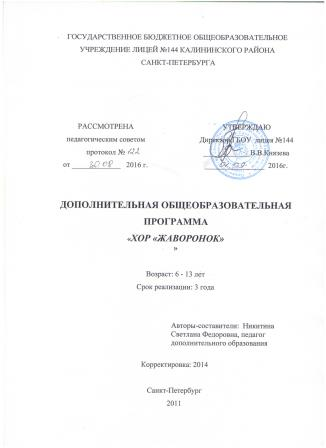 ГОСУДАРСТВЕННОЕ БЮДЖЕТНОЕ ОБЩЕОБРАЗОВАТЕЛЬНОЕ
УЧРЕЖДЕНИЕ ЛИЦЕЙ №144 КАЛИНИНСКОГО РАЙОНА
САНКТ-ПЕТЕРБУРГА
РАССМОТРЕНА
педагогическим советом
протокол № 122
от 30.08 2016 г.
УТВЕРЖДАЮ
Директор ГБОУ лицея №144
В.В.Князева
2016г.
ДОПОЛНИТЕЛЬНАЯ ОБЩЕОБРАЗОВАТЕЛЬНАЯ
ПРОГРАММА
«ХОР «ЖАВОРОНОК»
»
Возраст: 6 - 13 лет
Срок реализации: 3 года
Авторы-составители: Никитина
Светлана Федоровна, педагог
дополнительного образования
Корректировка: 2014
Санкт-Петербург
2011